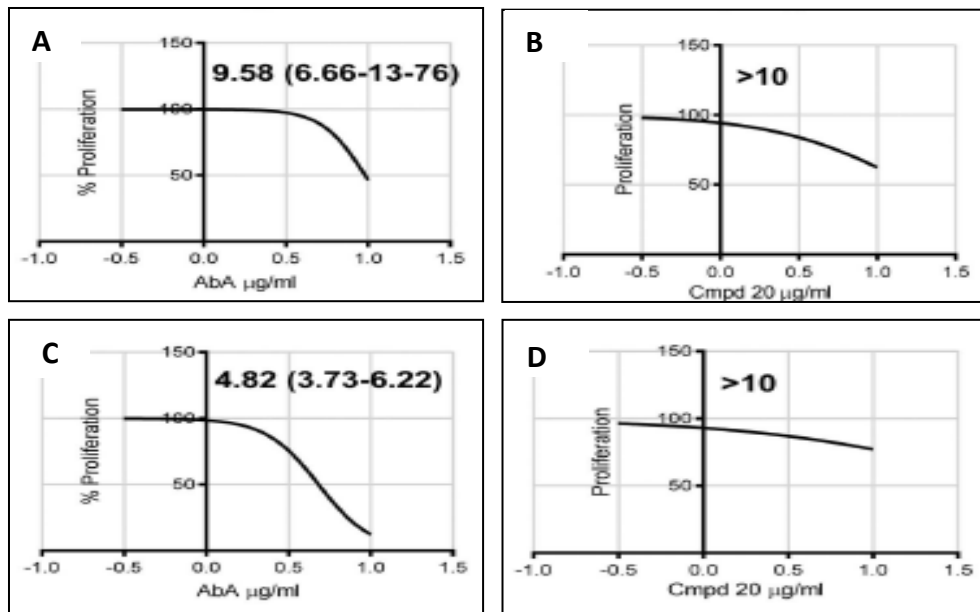 A
150
9.58 (6.66-13-76)
100
50
% Proliferation
-1.0 -0.5 0.0 0.5 1.0 1.5
AbA µg/ml
B
150
>10
100
50
Proliferation
-1.0 -0.5 0.0 0.5 1.0 1.5
Cmpd 20 µg/ml
C
150
4.82 (3.73-6.22)
100
50
% Proliferation
-1.0 -0.5 0.0 0.5 1.0 1.5
AbA µg/ml
D
150
>10
100
50
Proliferation
-1.0 -0.5 0.0 0.5 1.0 1.5
Cmpd 20 µg/ml